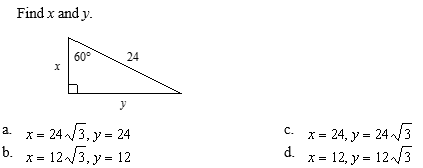 Find x and y.
60°
24
x
y
a. x = 24√3, y = 24
b. x = 12√3, y = 12
c. x = 24, y = 24√3
d. x = 12, y = 12√3